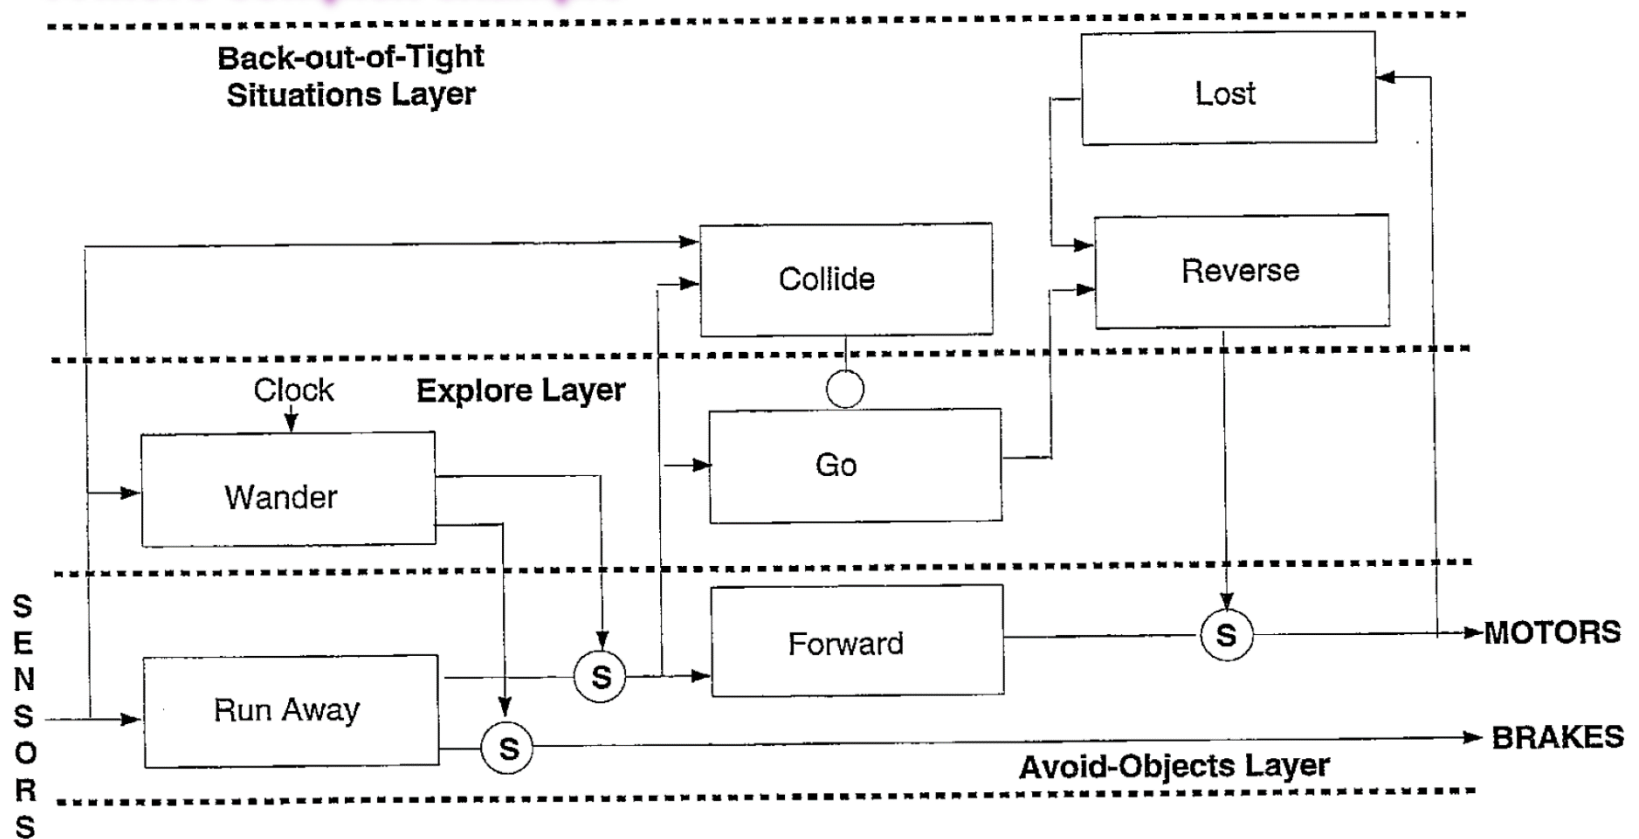 Back-out-of-Tight
Situations Layer
Lost
Collide
Reverse
Clock
Explore Layer
Wander
Go
SENSORS
Run Away
S
S
Forward
S
MOTORS
BRAKES
Avoid-Objects Layer